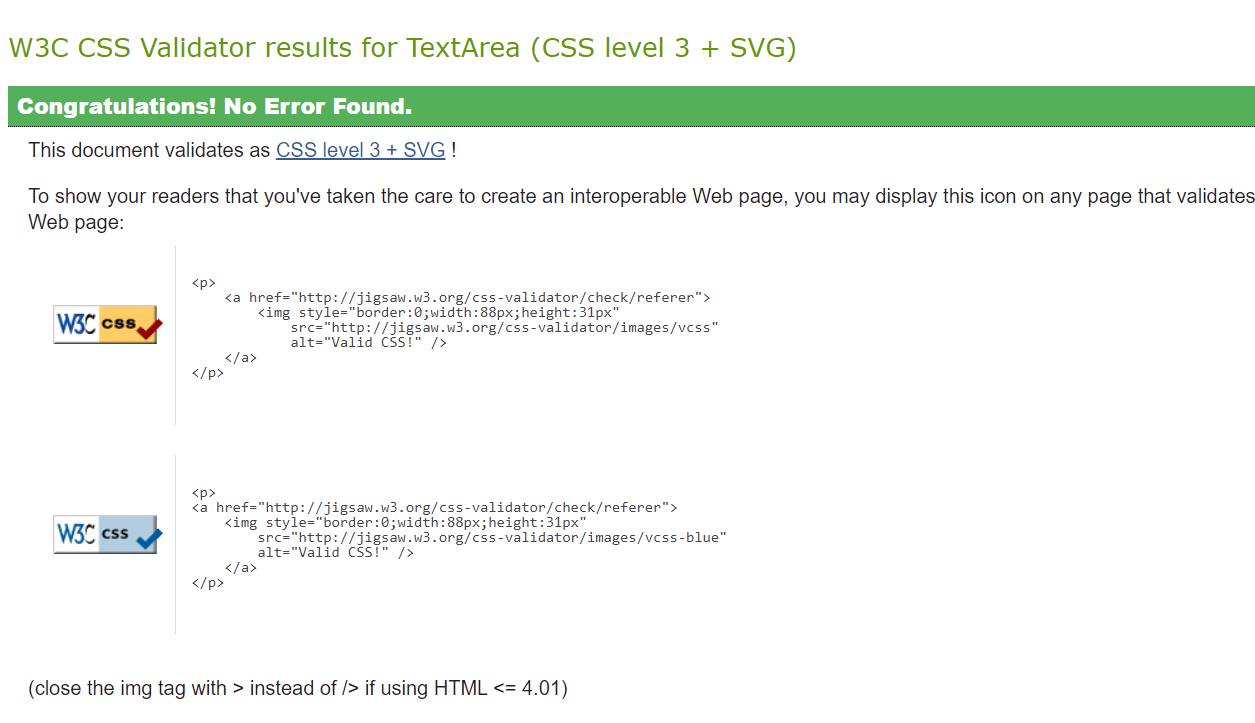 W3C CSS Validator results for TextArea (CSS level 3 + SVG)
Congratulations! No Error Found.
This document validates as CSS level 3 + SVG !
To show your readers that you've taken the care to create an interoperable Web page, you may display this icon on any page that validates
Web page:
W3C css
<p>
    <a href="http://jigsaw.w3.org/css-validator/check/referer">
        <img style="border:0;width:88px;height:31px"
            src="http://jigsaw.w3.org/css-validator/images/vcss"
            alt="Valid CSS!" />
    </a>
</p>
W3C css
<p>
<a href="http://jigsaw.w3.org/css-validator/check/referer">
    <img style="border:0;width:88px;height:31px"
        src="http://jigsaw.w3.org/css-validator/images/vcss-blue"
        alt="Valid CSS!" />
    </a>
</p>
(close the img tag with > instead of /> if using HTML <= 4.01)